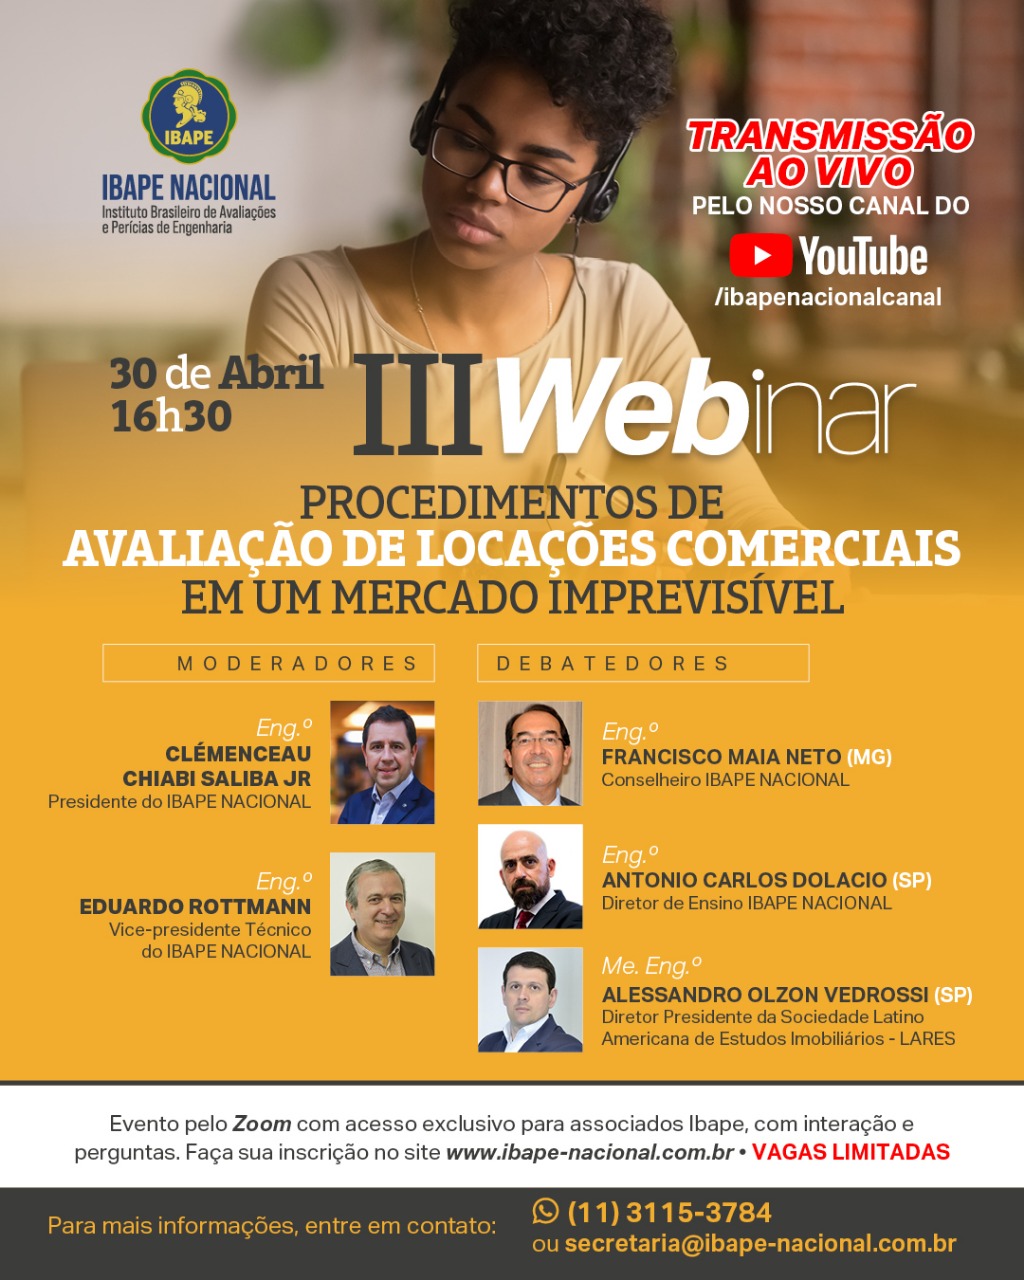 IBAPE
IBAPE NACIONAL
Instituto Brasileiro de Avaliações
e Perícias de Engenharia
TRANSMISSÃO
AO VIVO
PELO NOSSO CANAL DO
YouTube
/ibapenacionalcanal
30 de Abril
16h30
III Webinar
PROCEDIMENTOS DE
AVALIAÇÃO DE LOCAÇÕES COMERCIAIS
EM UM MERCADO IMPREVISÍVEL
MODERADORES
Eng.º
CLÉMENCEAU
CHIABI SALIBA JR
Presidente do IBAPE NACIONAL
Eng.º
EDUARDO ROTTMANN
Vice-presidente Técnico
do IBAPE NACIONAL
DEBATEDORES
Eng.º
FRANCISCO MAIA NETO (MG)
Conselheiro IBAPE NACIONAL
Eng.º
ANTONIO CARLOS DOLACIO (SP)
Diretor de Ensino IBAPE NACIONAL
Me. Eng.º
ALESSANDRO OLZON VEDROSSI (SP)
Diretor Presidente da Sociedade Latino
Americana de Estudos Imobiliários - LARES
Evento pelo Zoom com acesso exclusivo para associados Ibape, com interação e
perguntas. Faça sua inscrição no site www.ibape-nacional.com.br • VAGAS LIMITADAS
Para mais informações, entre em contato:
(11) 3115-3784
ou secretaria@ibape-nacional.com.br